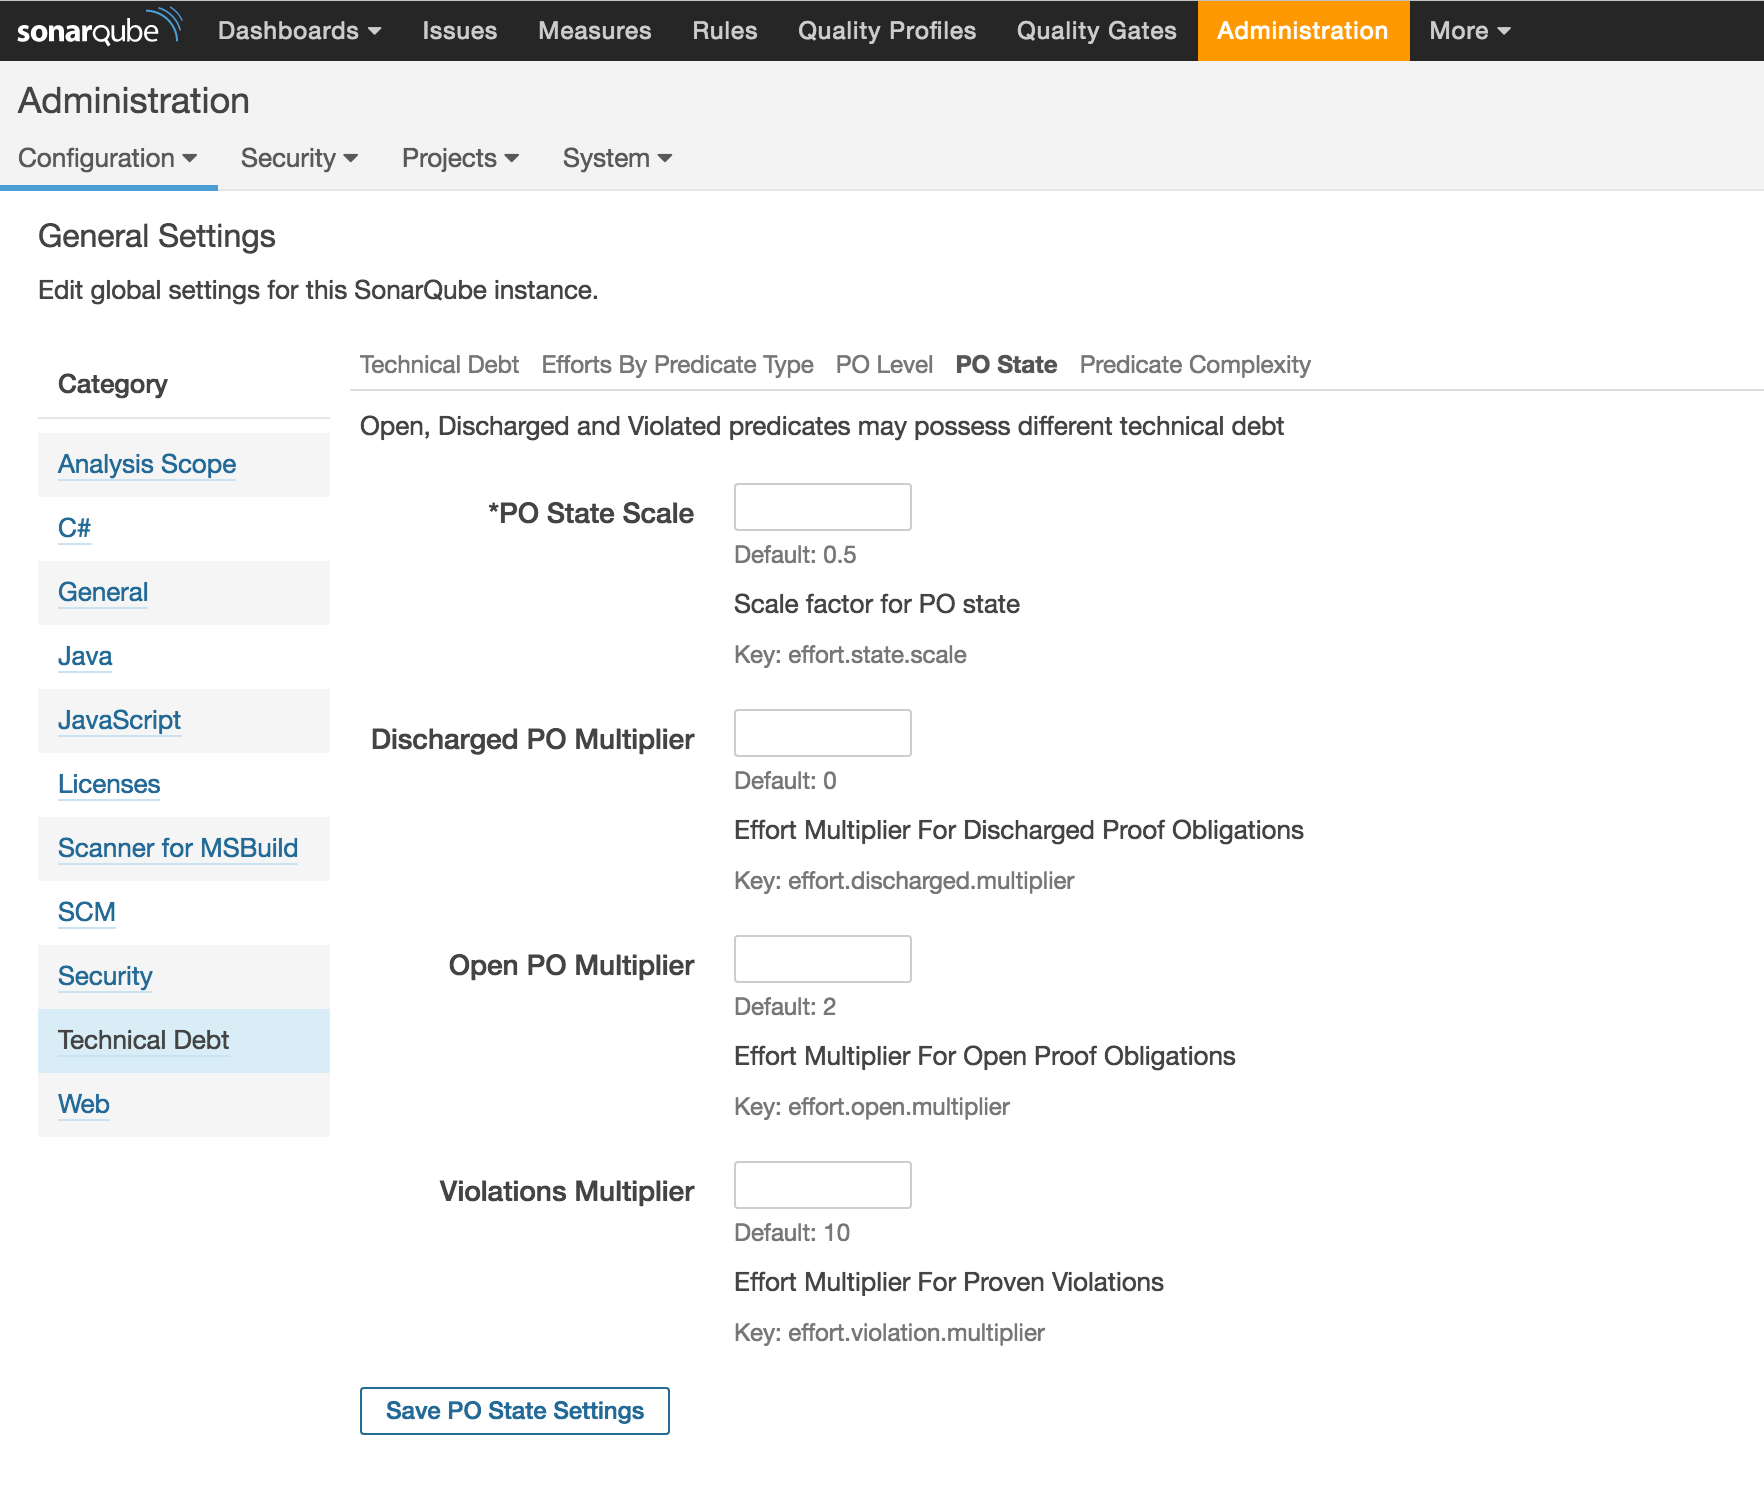 sonarqube Dashboards Issues Measures Rules Quality Profiles Quality Gates Administration More
Administration
Configuration Security Projects System
General Settings
Edit global settings for this SonarQube instance.
Category
Analysis Scope
C#
General
Java
JavaScript
Licenses
Scanner for MSBuild
SCM
Security
Technical Debt
Web
Technical Debt Efforts By Predicate Type PO Level PO State Predicate Complexity
Open, Discharged and Violated predicates may possess different technical debt
*PO State Scale
Default: 0.5
Scale factor for PO state
Key: effort.state.scale
Discharged PO Multiplier
Default: 0
Effort Multiplier For Discharged Proof Obligations
Key: effort.discharged.multiplier
Open PO Multiplier
Default: 2
Effort Multiplier For Open Proof Obligations
Key: effort.open.multiplier
Violations Multiplier
Default: 10
Effort Multiplier For Proven Violations
Key: effort.violation.multiplier
Save PO State Settings